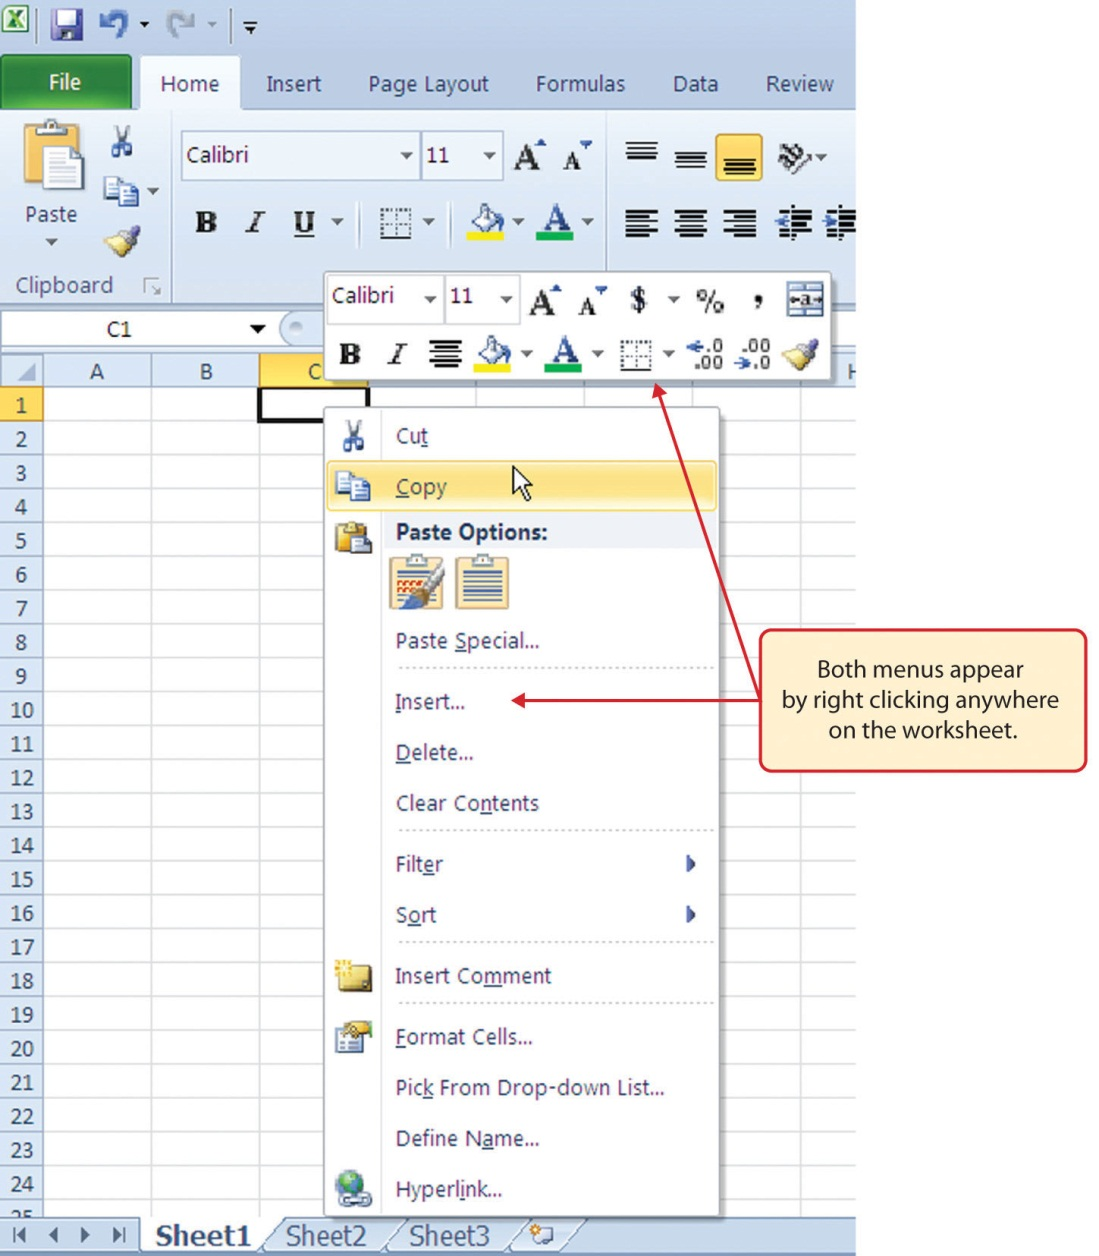 File Home Insert Page Layout Formulas Data Review
Calibri 11
Paste
B I U A
Clipboard
Calibri 11 A A $ % ,
B I A .0 .00 .00 .0
C1
A B C H
1
2
3
4
5
6
7
8
9
10
11
12
13
14
15
16
17
18
19
20
21
22
23
24
25
Cut
Copy
Paste Options:
Paste Special...
Insert...
Delete...
Clear Contents
Filter
Sort
Insert Comment
Format Cells...
Pick From Drop-down List...
Define Name...
Hyperlink...
Both menus appear
by right clicking anywhere
on the worksheet.
Sheet1 Sheet2 Sheet3